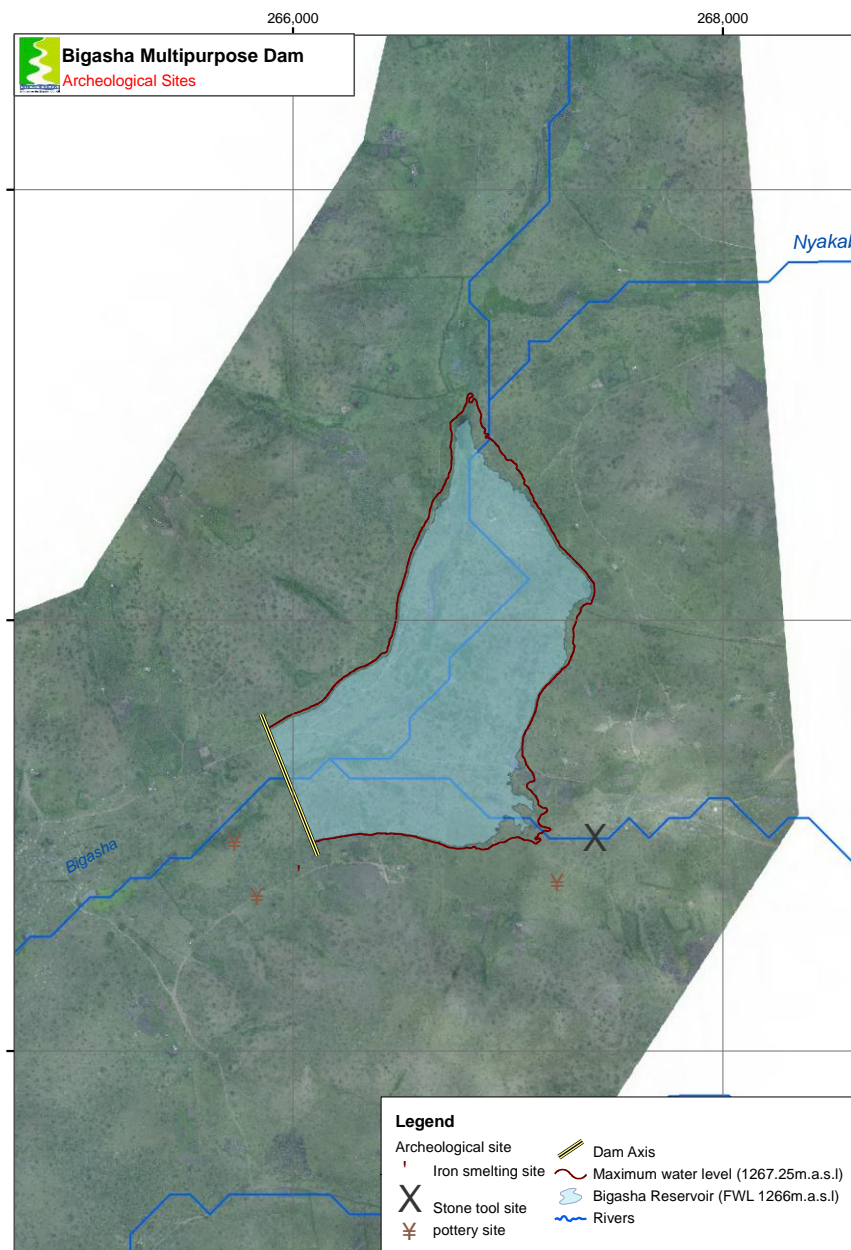 266,000
268,000
Bigasha Multipurpose Dam
Archeological Sites
Bigasha
Legend
Archeological site
Iron smelting site
Stone tool site
pottery site
Dam Axis
Maximum water level (1267.25m.a.s.l)
Bigasha Reservoir (FWL 1266m.a.s.l)
Rivers